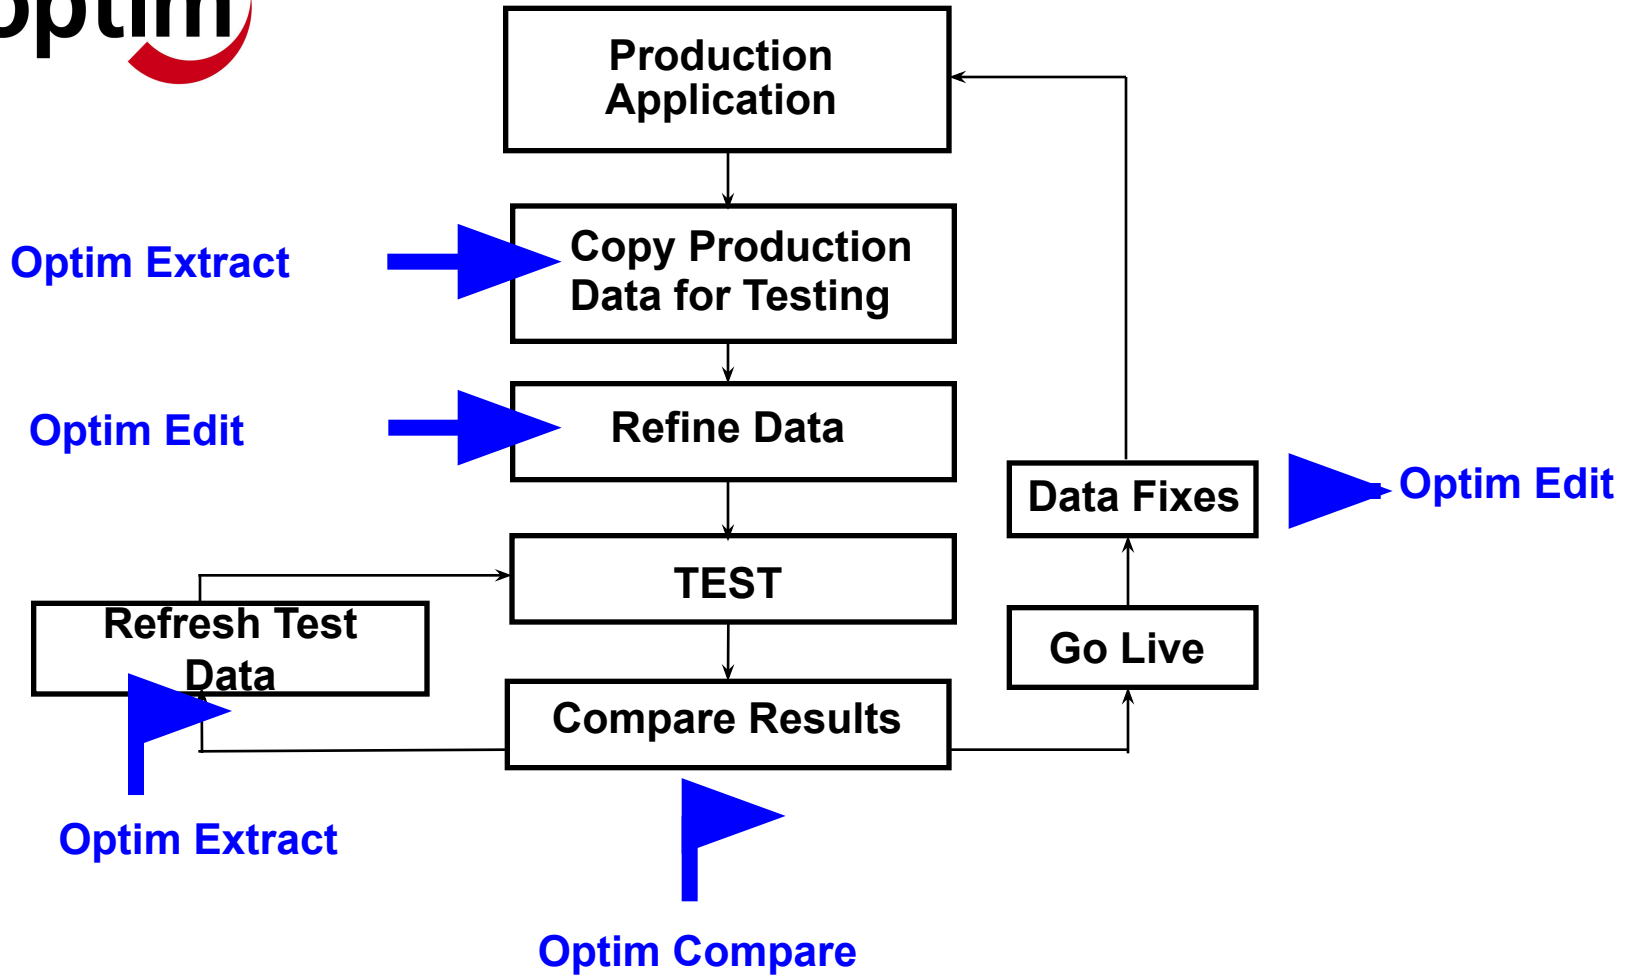 optim
Production
Application
Optim Extract
Copy Production
Data for Testing
Optim Edit
Refine Data
Data Fixes
Optim Edit
TEST
Refresh Test
Data
Go Live
Compare Results
Optim Extract
Optim Compare